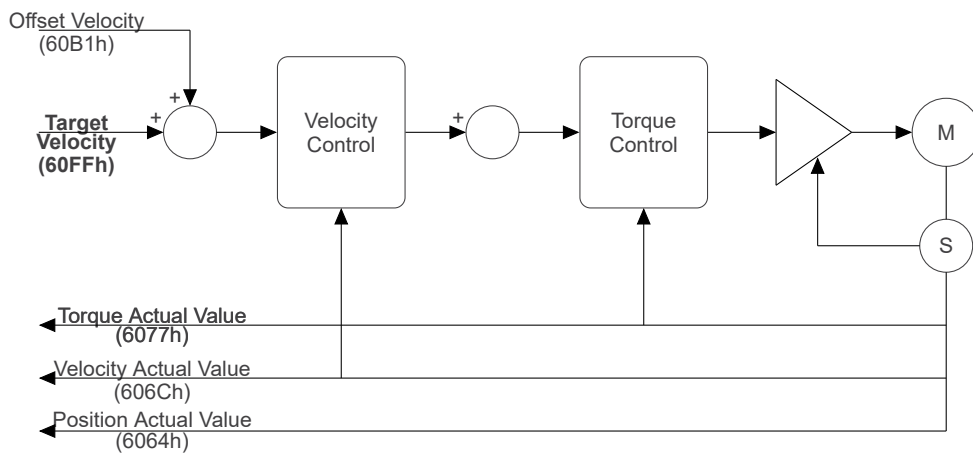 Offset Velocity
(60B1h)
+
+
Target
Velocity
(60FFh)
Velocity
Control
+
Torque
Control
M
S
Torque Actual Value
(6077h)
Velocity Actual Value
(606Ch)
Position Actual Value
(6064h)